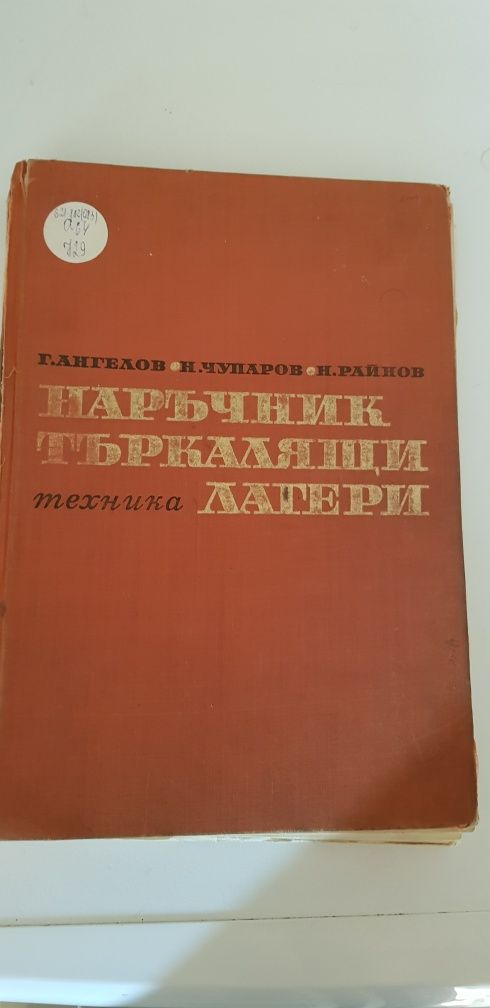 Г. АНГЕЛОВ • Н. ЧУПАРОВ • Н. РАЙКОВ
НАРЪЧНИК
ТЪРКАЛЯЩИ
техника ЛАГЕРИ